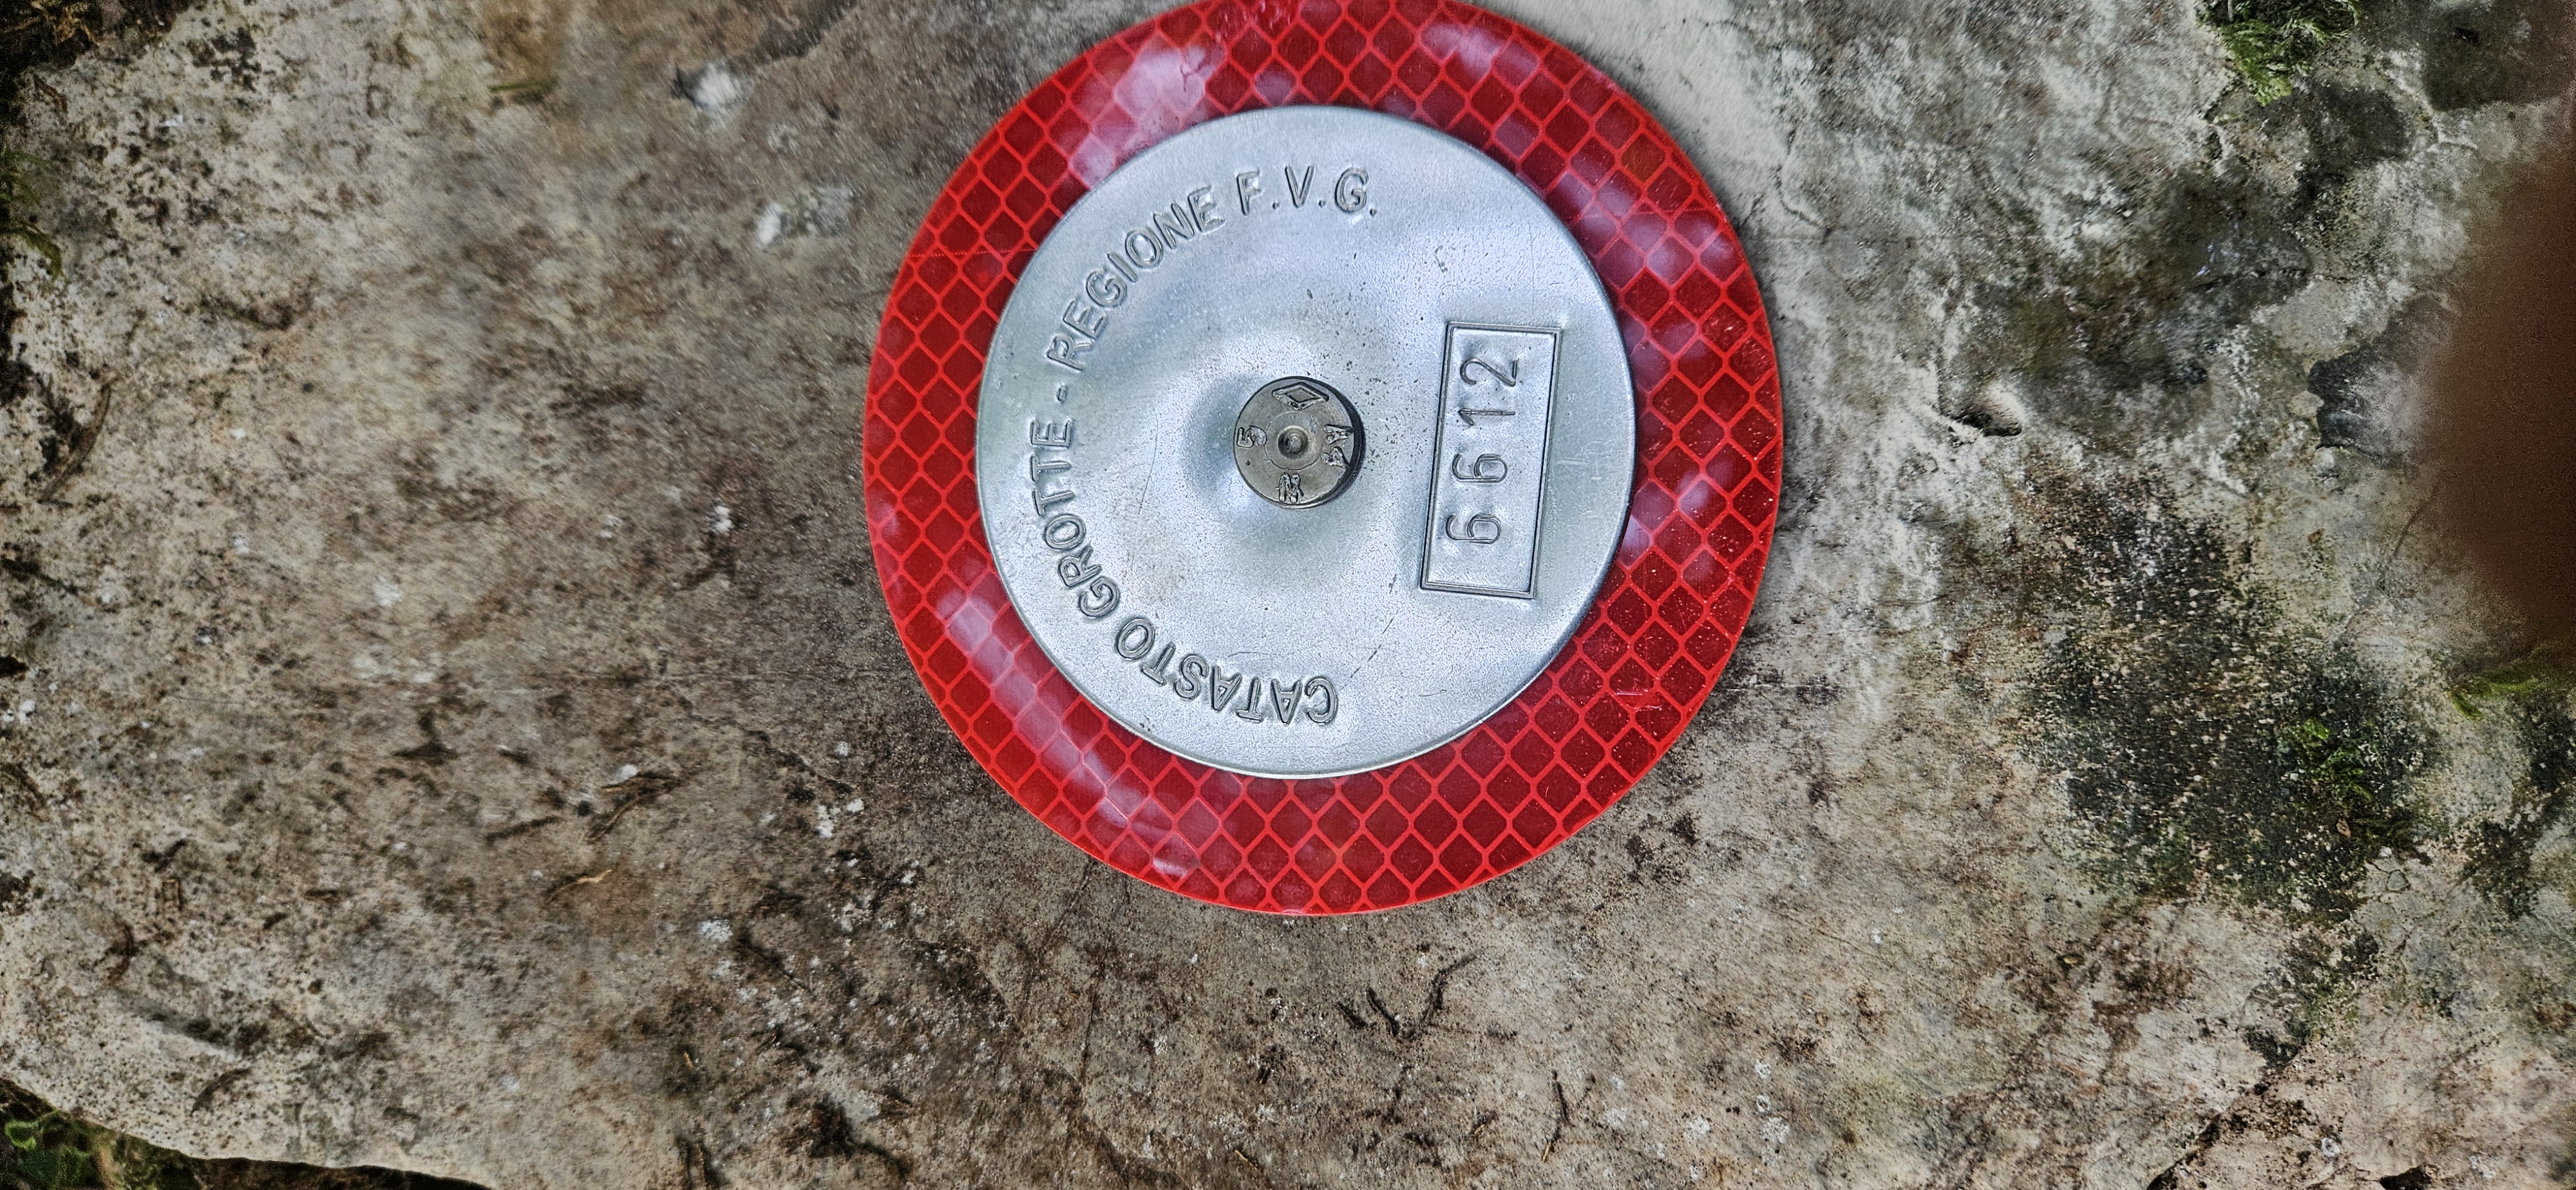 CATASTO GROTTE - REGIONE F.V.G.
6612